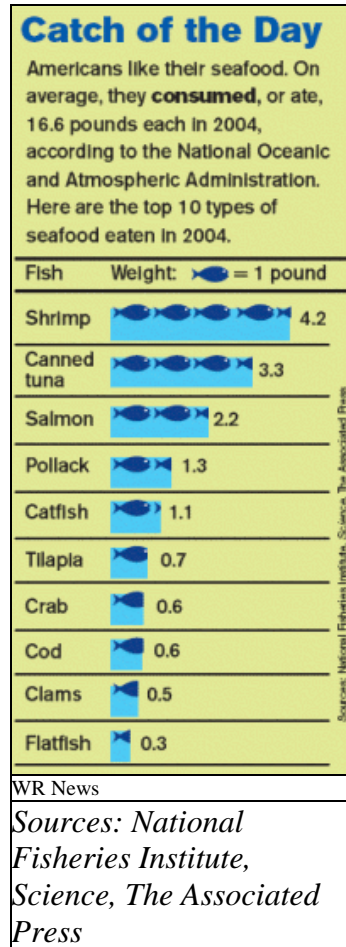 Catch of the Day
Americans like their seafood. On
average, they consumed, or ate,
16.6 pounds each in 2004,
according to the National Oceanic
and Atmospheric Administration.
Here are the top 10 types of
seafood eaten in 2004.
Fish Weight: = 1 pound
Shrimp 4.2
Canned
tuna 3.3
Salmon 2.2
Pollack 1.3
Catfish 1.1
Tilapia 0.7
Crab 0.6
Cod 0.6
Clams 0.5
Flatfish 0.3
Sources: National Fisheries Institute, Science, The Associated Press
WR News
Sources: National
Fisheries Institute,
Science, The Associated
Press